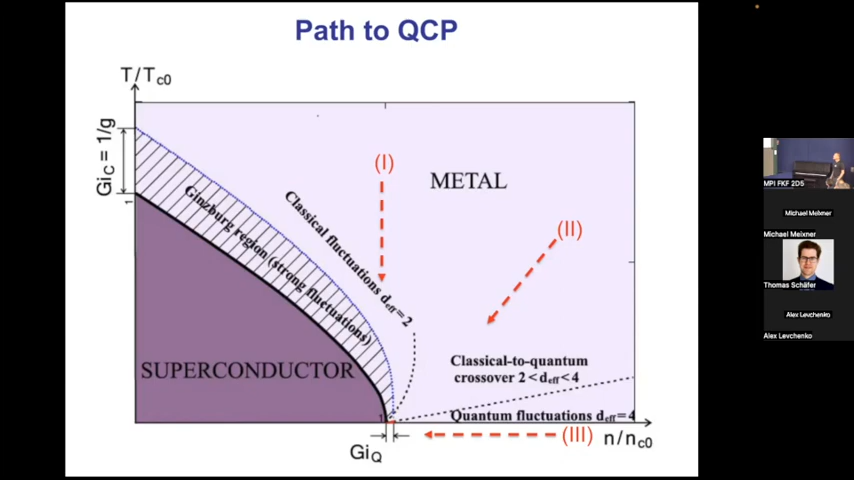 Path to QCP
T/Tc0
Gi_C = 1/g
1
Ginzburg region (strong fluctuations)
Classical fluctuations d_eff=2
(I)
METAL
(II)
SUPERCONDUCTOR
Classical-to-quantum
crossover 2<d_eff<4
Quantum fluctuations d_eff=4
1
(III)
n/n_c0
Gi_Q
MPI FKF 2D5
Michael Meixner
Michael Meixner
Thomas Schäfer
Alex Levchenko
Alex Levchenko